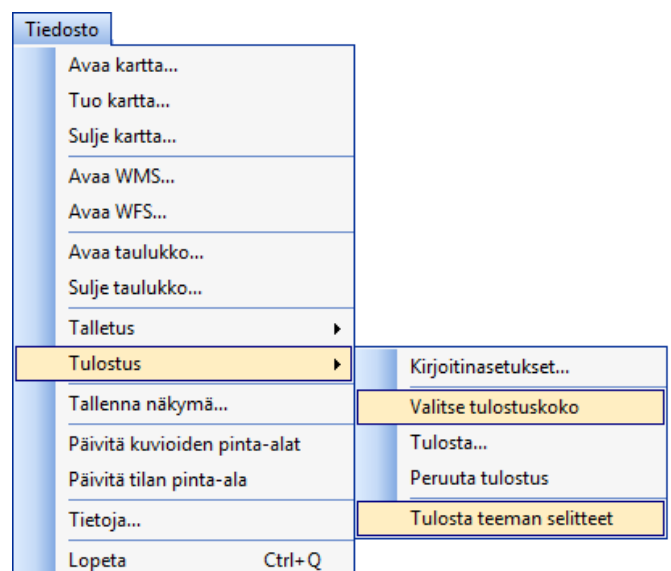 Tiedosto
Avaa kartta...
Tuo kartta...
Sulje kartta...
Avaa WMS...
Avaa WFS...
Avaa taulukko...
Sulje taulukko...
Talletus
Tulostus
Tallenna näkymä...
Päivitä kuvioiden pinta-alat
Päivitä tilan pinta-ala
Tietoja...
Lopeta Ctrl+Q
Kirjoitinasetukset...
Valitse tulostuskoko
Tulosta...
Peruuta tulostus
Tulosta teeman selitteet